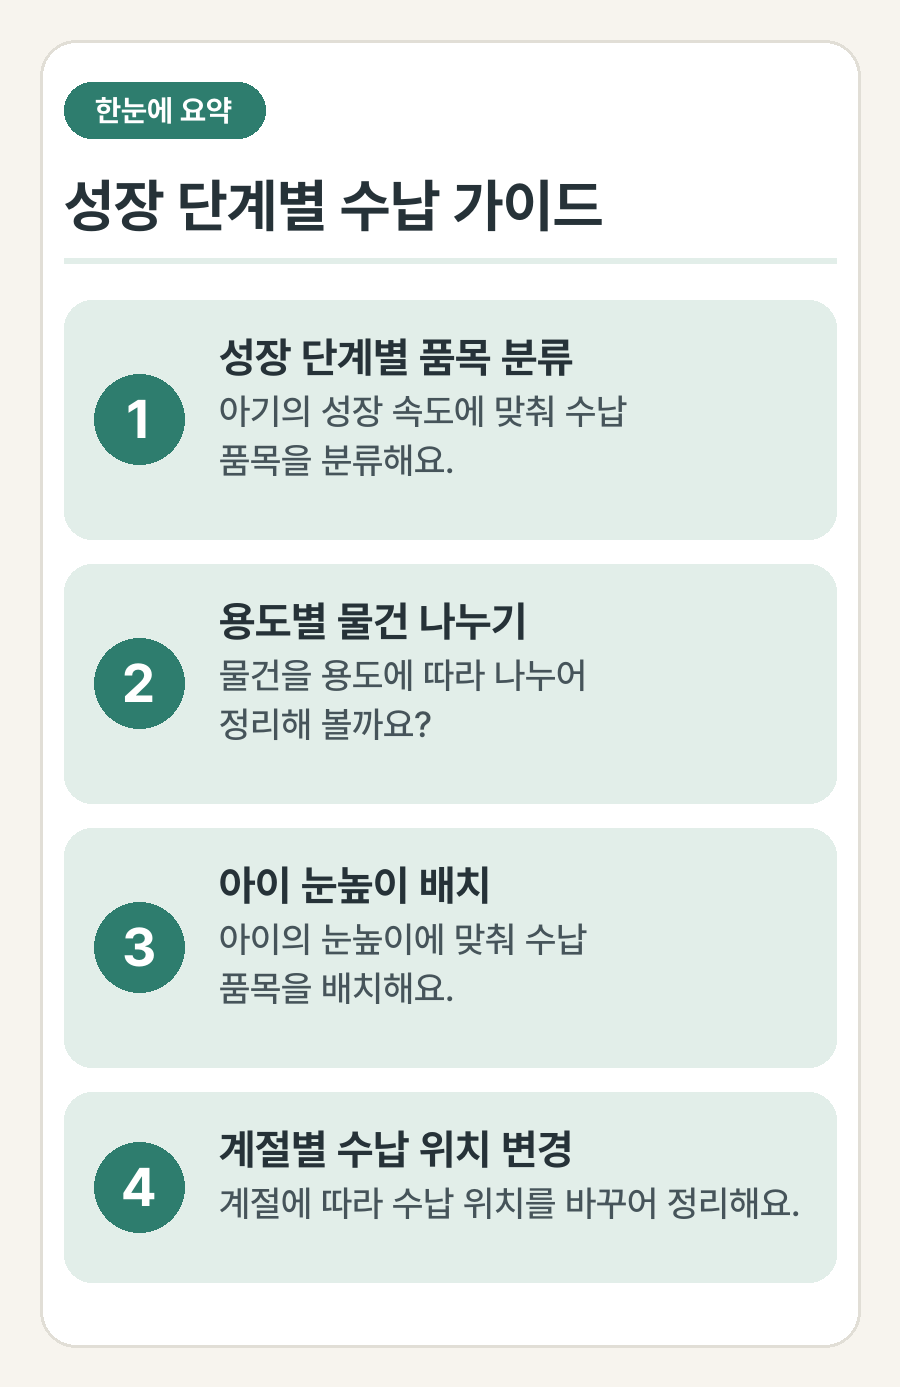 한눈에 요약
성장 단계별 수납 가이드
1
성장 단계별 품목 분류
아기의 성장 속도에 맞춰 수납
품목을 분류해요.
2
용도별 물건 나누기
물건을 용도에 따라 나누어
정리해 볼까요?
3
아이 눈높이 배치
아이의 눈높이에 맞춰 수납
품목을 배치해요.
4
계절별 수납 위치 변경
계절에 따라 수납 위치를 바꾸어 정리해요.